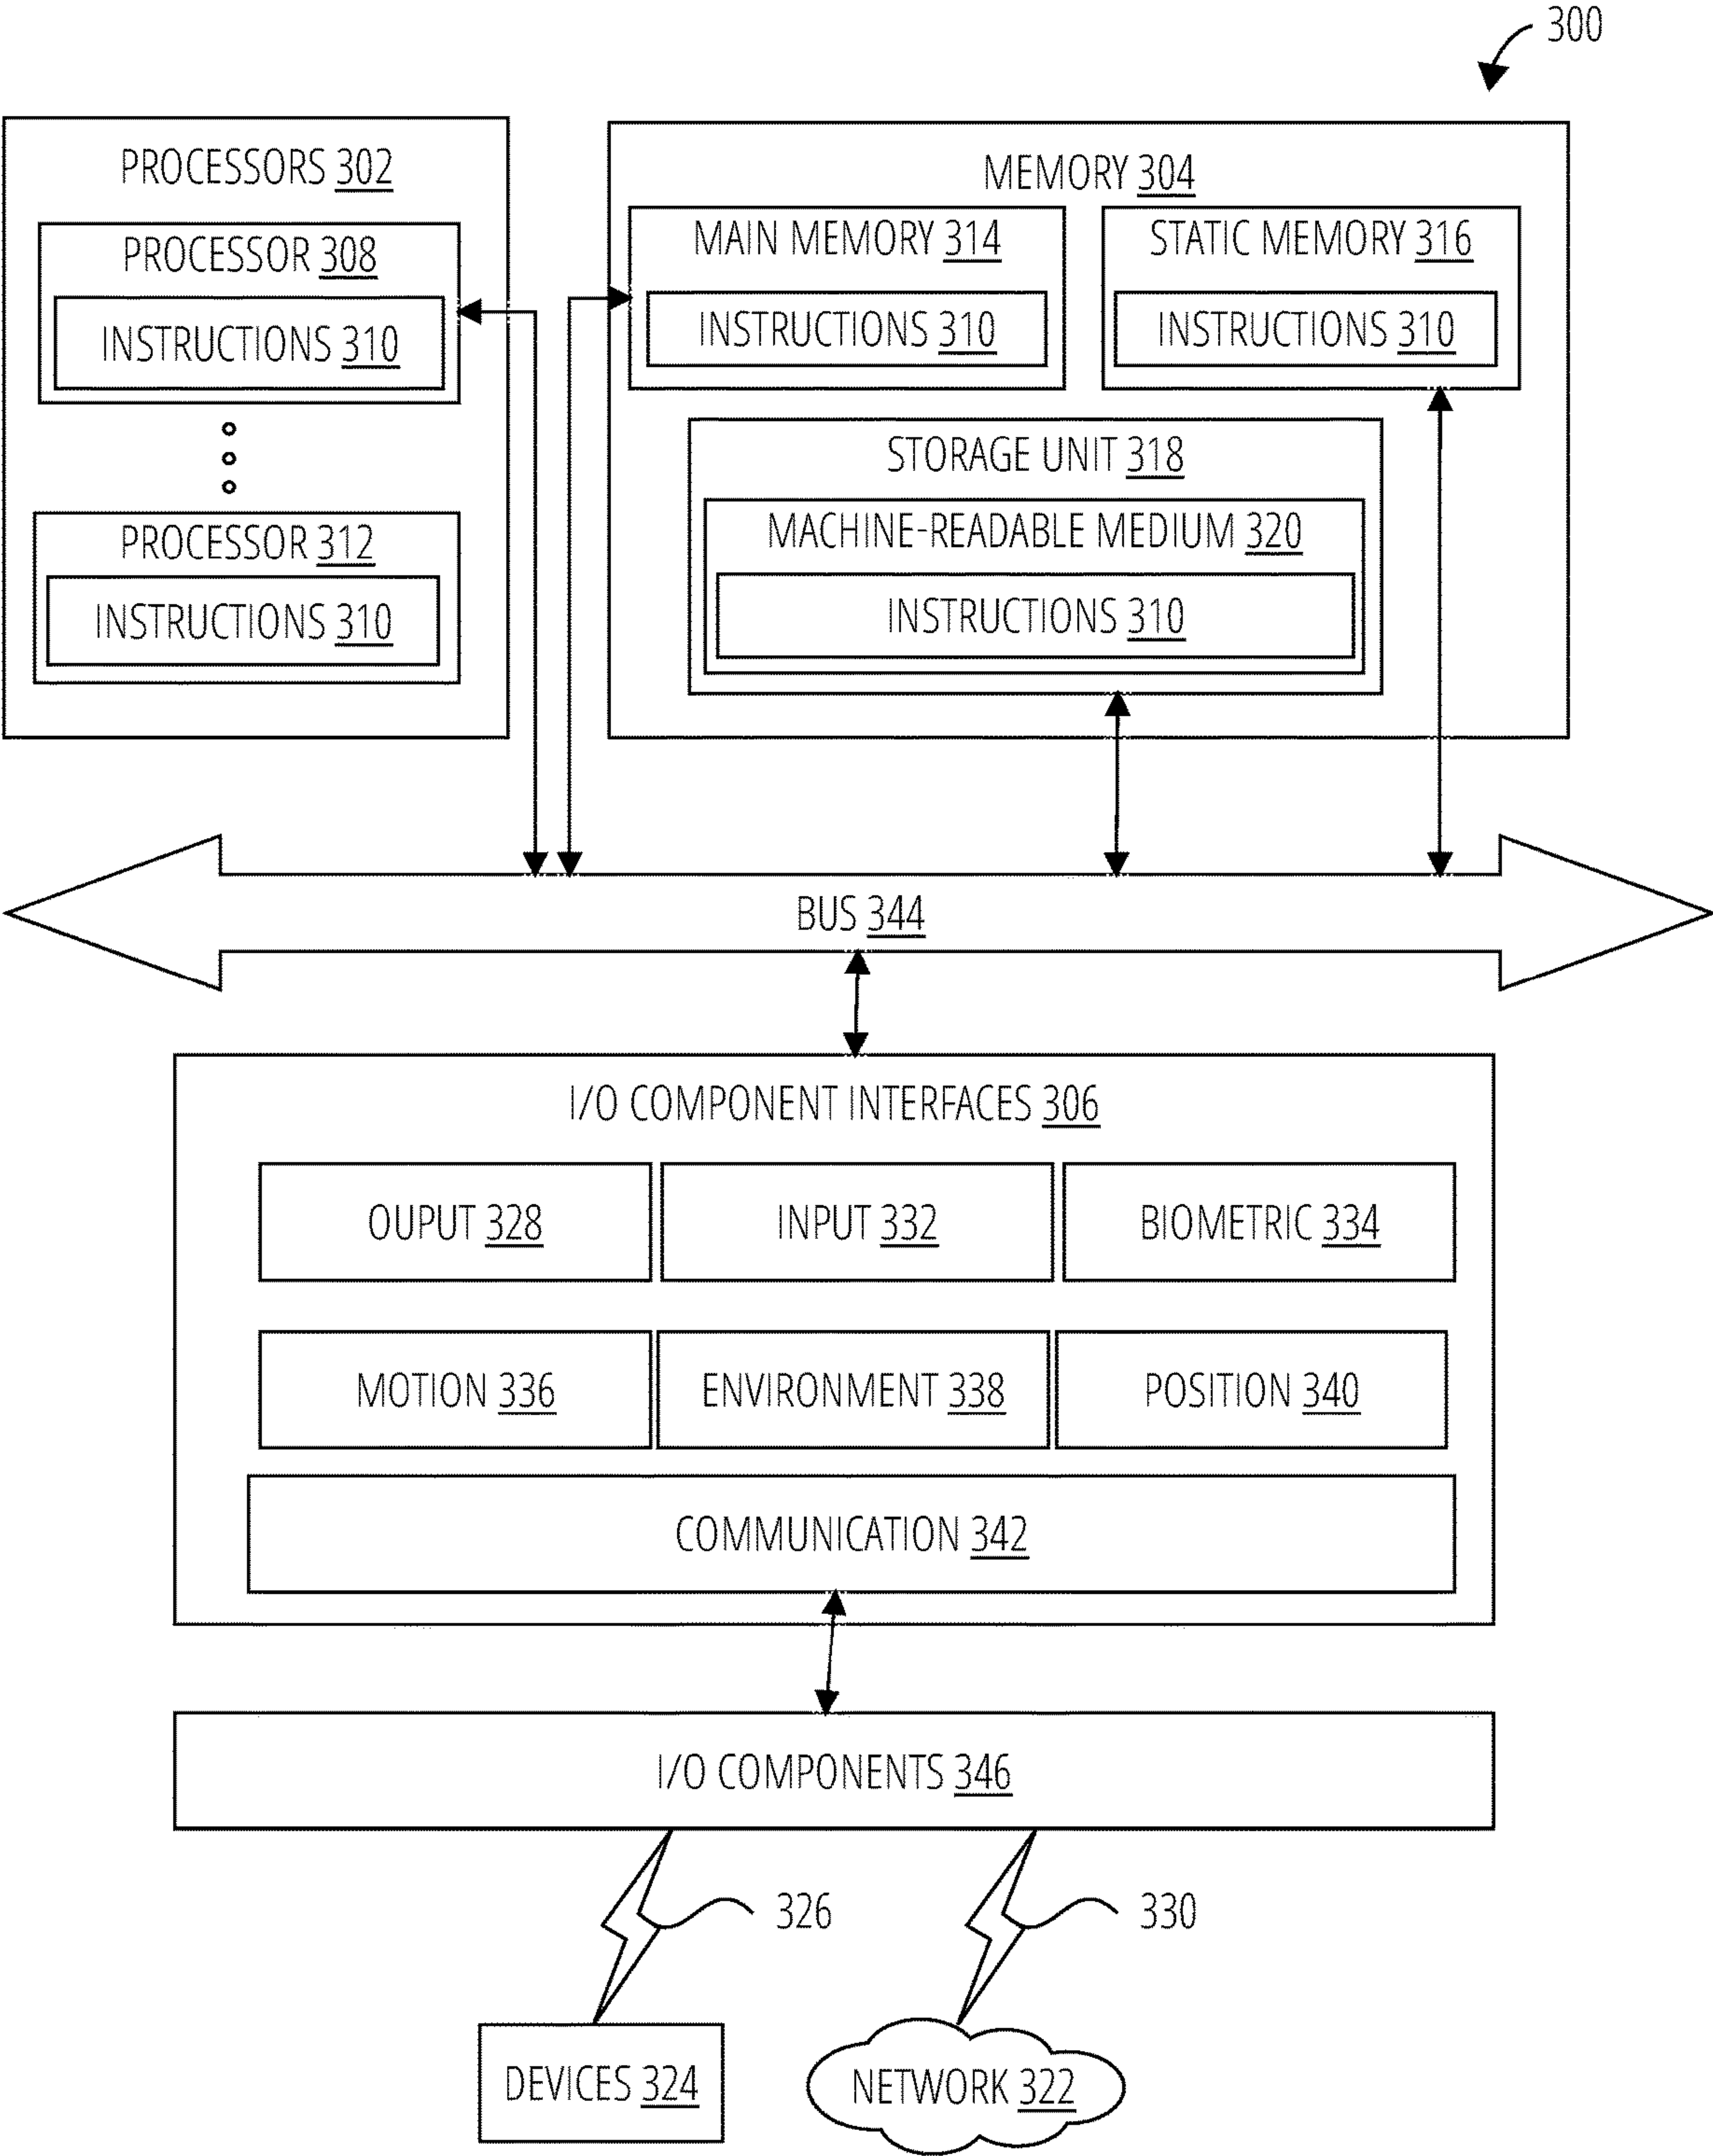 300
PROCESSORS 302
PROCESSOR 308
INSTRUCTIONS 310
PROCESSOR 312
INSTRUCTIONS 310
MEMORY 304
MAIN MEMORY 314
INSTRUCTIONS 310
STATIC MEMORY 316
INSTRUCTIONS 310
STORAGE UNIT 318
MACHINE-READABLE MEDIUM 320
INSTRUCTIONS 310
BUS 344
I/O COMPONENT INTERFACES 306
OUPUT 328
INPUT 332
BIOMETRIC 334
MOTION 336
ENVIRONMENT 338
POSITION 340
COMMUNICATION 342
I/O COMPONENTS 346
326
330
DEVICES 324
NETWORK 322